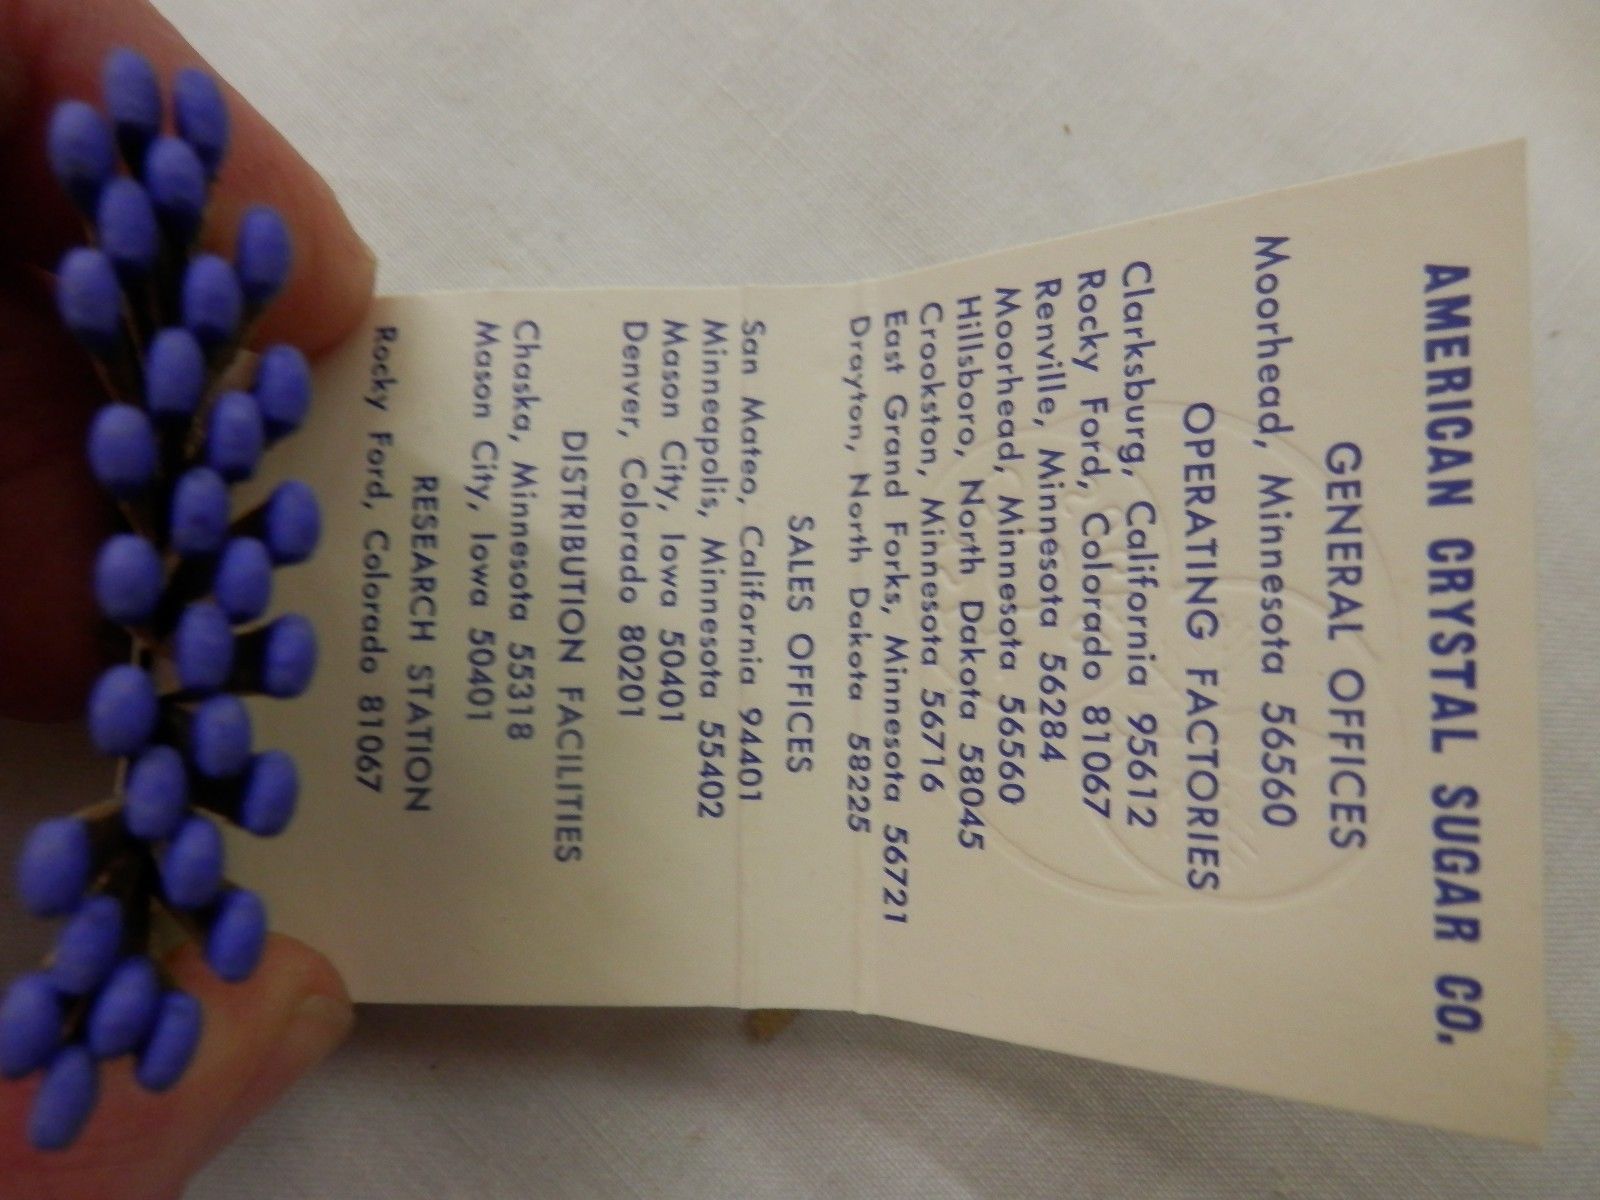 AMERICAN CRYSTAL SUGAR CO.
GENERAL OFFICES
Moorhead, Minnesota 56560
OPERATING FACTORIES
Clarksburg, California 95612
Rocky Ford, Colorado 81067
Renville, Minnesota 56284
Moorhead, Minnesota 56560
Hillsboro, North Dakota 58045
Crookston, Minnesota 56716
East Grand Forks, Minnesota 56721
Drayton, North Dakota 58225
SALES OFFICES
San Mateo, California 94401
Minneapolis, Minnesota 55402
Mason City, Iowa 50401
Denver, Colorado 80201
DISTRIBUTION FACILITIES
Chaska, Minnesota 55318
Mason City, Iowa 50401
RESEARCH STATION
Rocky Ford, Colorado 81067